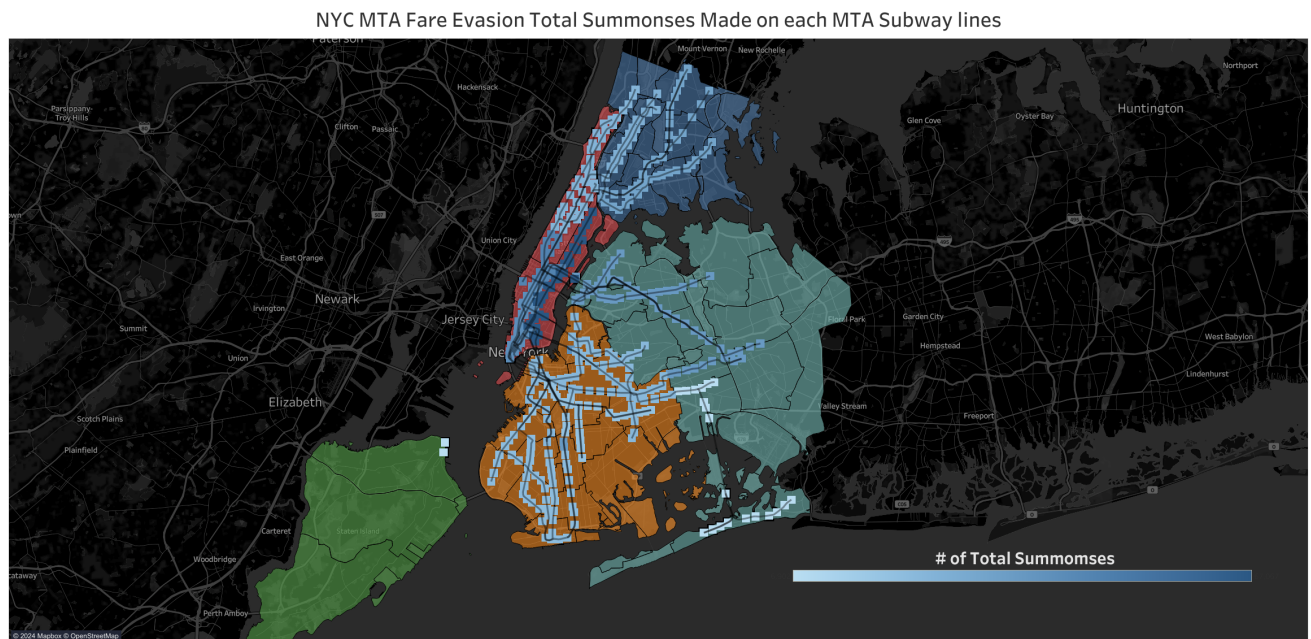 NYC MTA Fare Evasion Total Summonses Made on each MTA Subway lines
Paterson
Mount Vernon
New Rochelle
Northport
Hackensack
Parsippany-
Troy Hills
Huntington
Glen Cove
Oyster Bay
Clifton
Passaic
Union City
East Orange
Newark
Irvington
Jersey City
Floral Park
Garden City
Summit
West Babylon
Hempstead
Union
New York
Lindenhurst
Elizabeth
Valley Stream
Freeport
Scotch Plains
Plainfield
Carteret
Staten Island
Woodbridge
# of Total Summomses
cataway
Perth Amboy
© 2024 Mapbox © OpenStreetMap